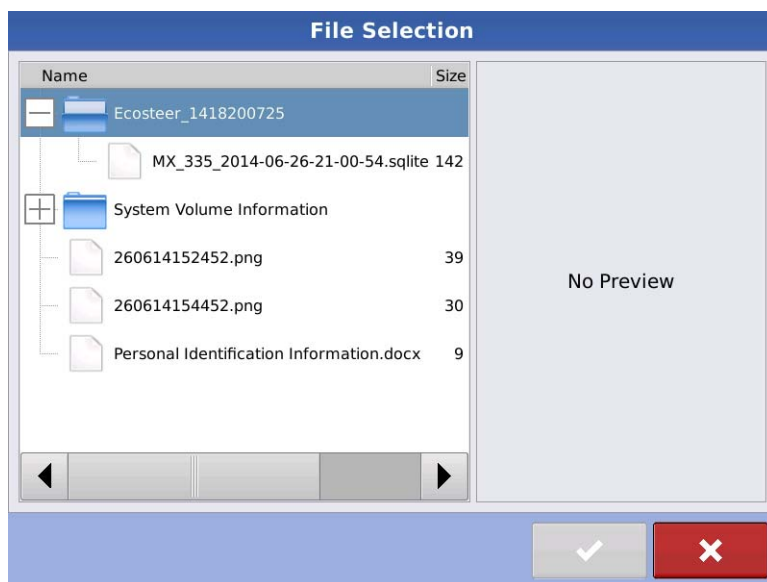 File Selection
Name Size
Ecosteer_1418200725
MX_335_2014-06-26-21-00-54.sqlite 142
System Volume Information
260614152452.png 39
260614154452.png 30
Personal Identification Information.docx 9
No Preview